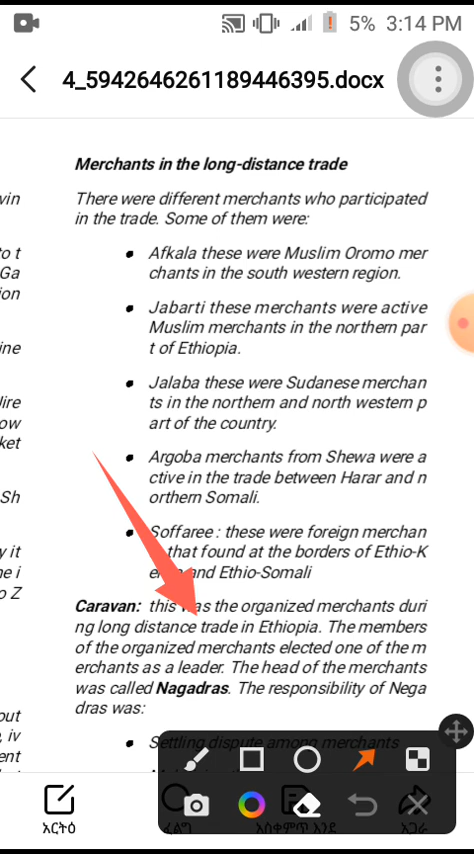 5% 3:14 PM
4_5942646261189446395.docx
Merchants in the long-distance trade
There were different merchants who participated
in the trade. Some of them were:
Afkala these were Muslim Oromo mer
chants in the south western region.
Jabarti these merchants were active
Muslim merchants in the northern par
t of Ethiopia.
Jalaba these were Sudanese merchan
ts in the northern and north western p
art of the country.
Argoba merchants from Shewa were a
ctive in the trade between Harar and n
orthern Somali.
Soffaree : these were foreign merchan
that found at the borders of Ethio-K
and Ethio-Somali
Caravan: this was the organized merchants duri
ng long distance trade in Ethiopia. The members
of the organized merchants elected one of the m
erchants as a leader. The head of the merchants
was called Nagadras. The responsibility of Nega
dras was:
Settling dispute among merchants
አርትዕ ፈልግ አስቀምጥ እንደ አጋራ